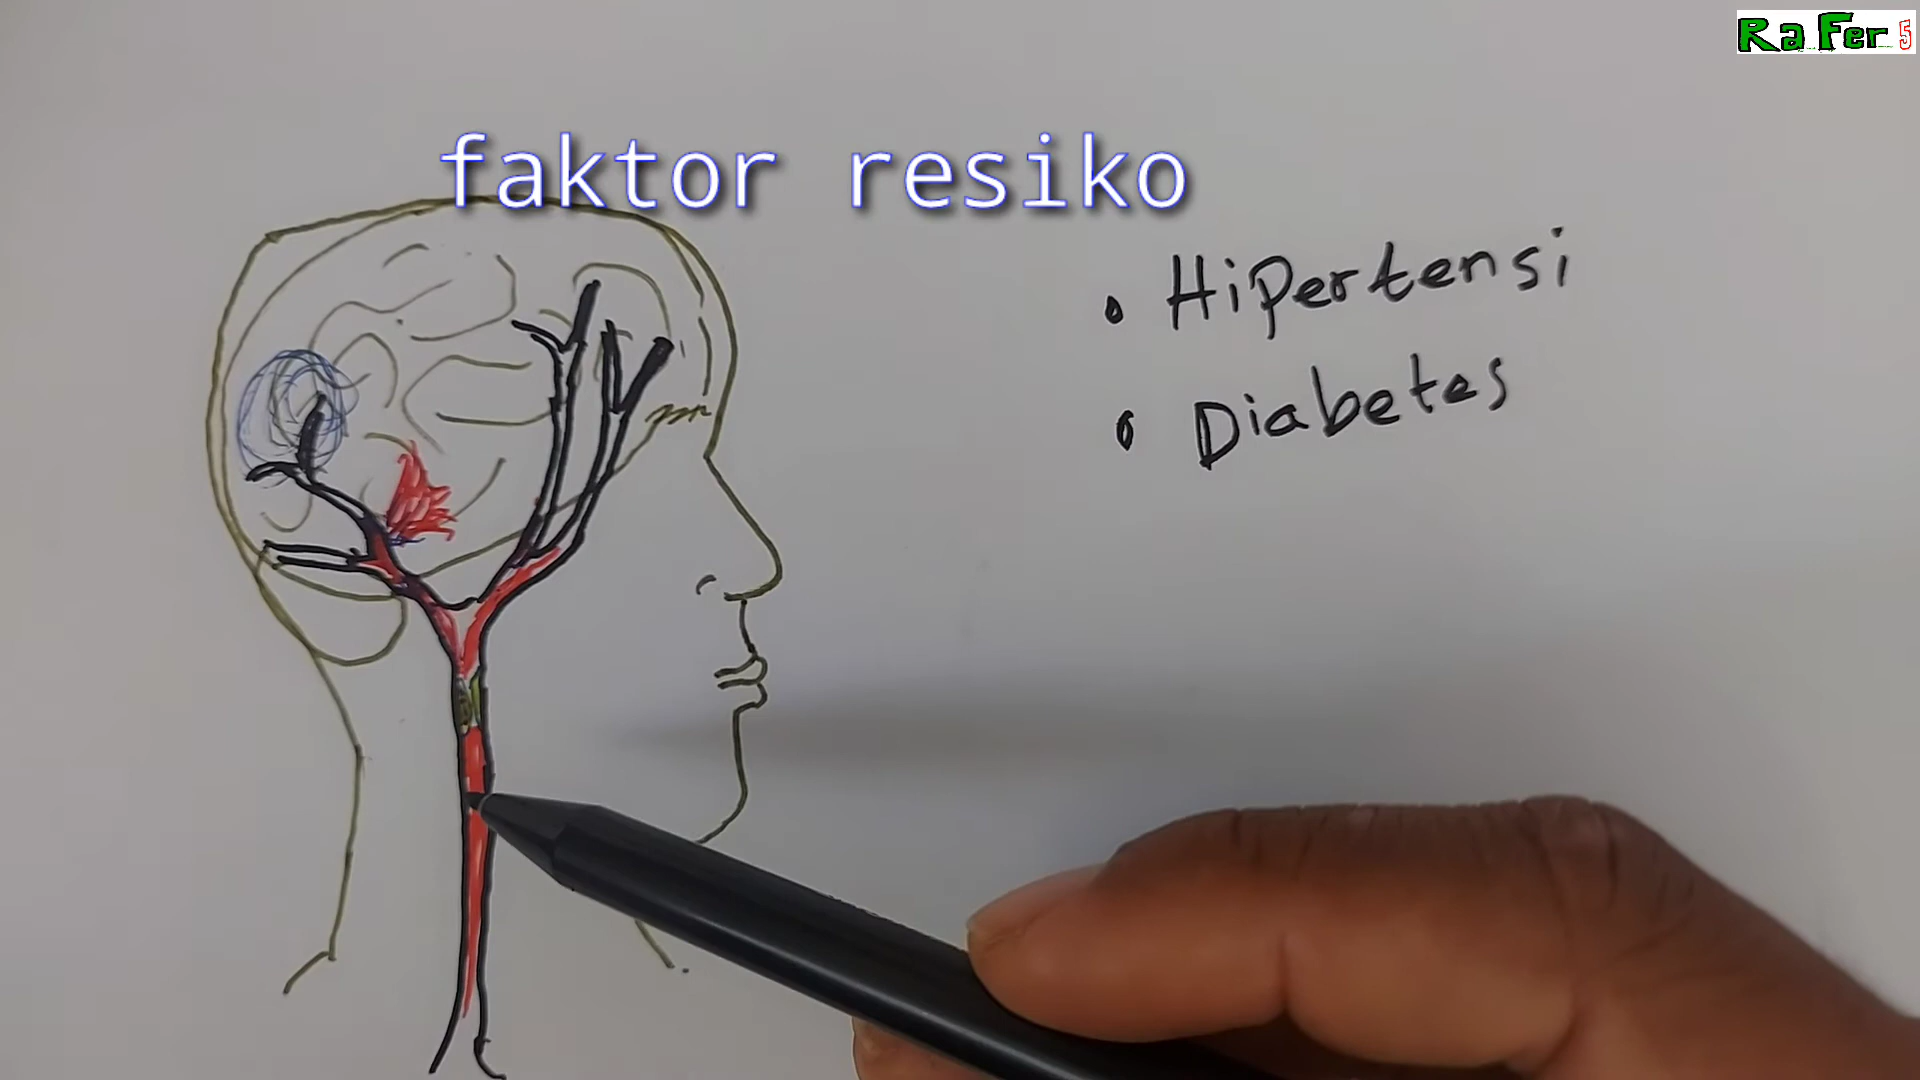 Ra Fer 5
faktor resiko
• Hipertensi
• Diabetes